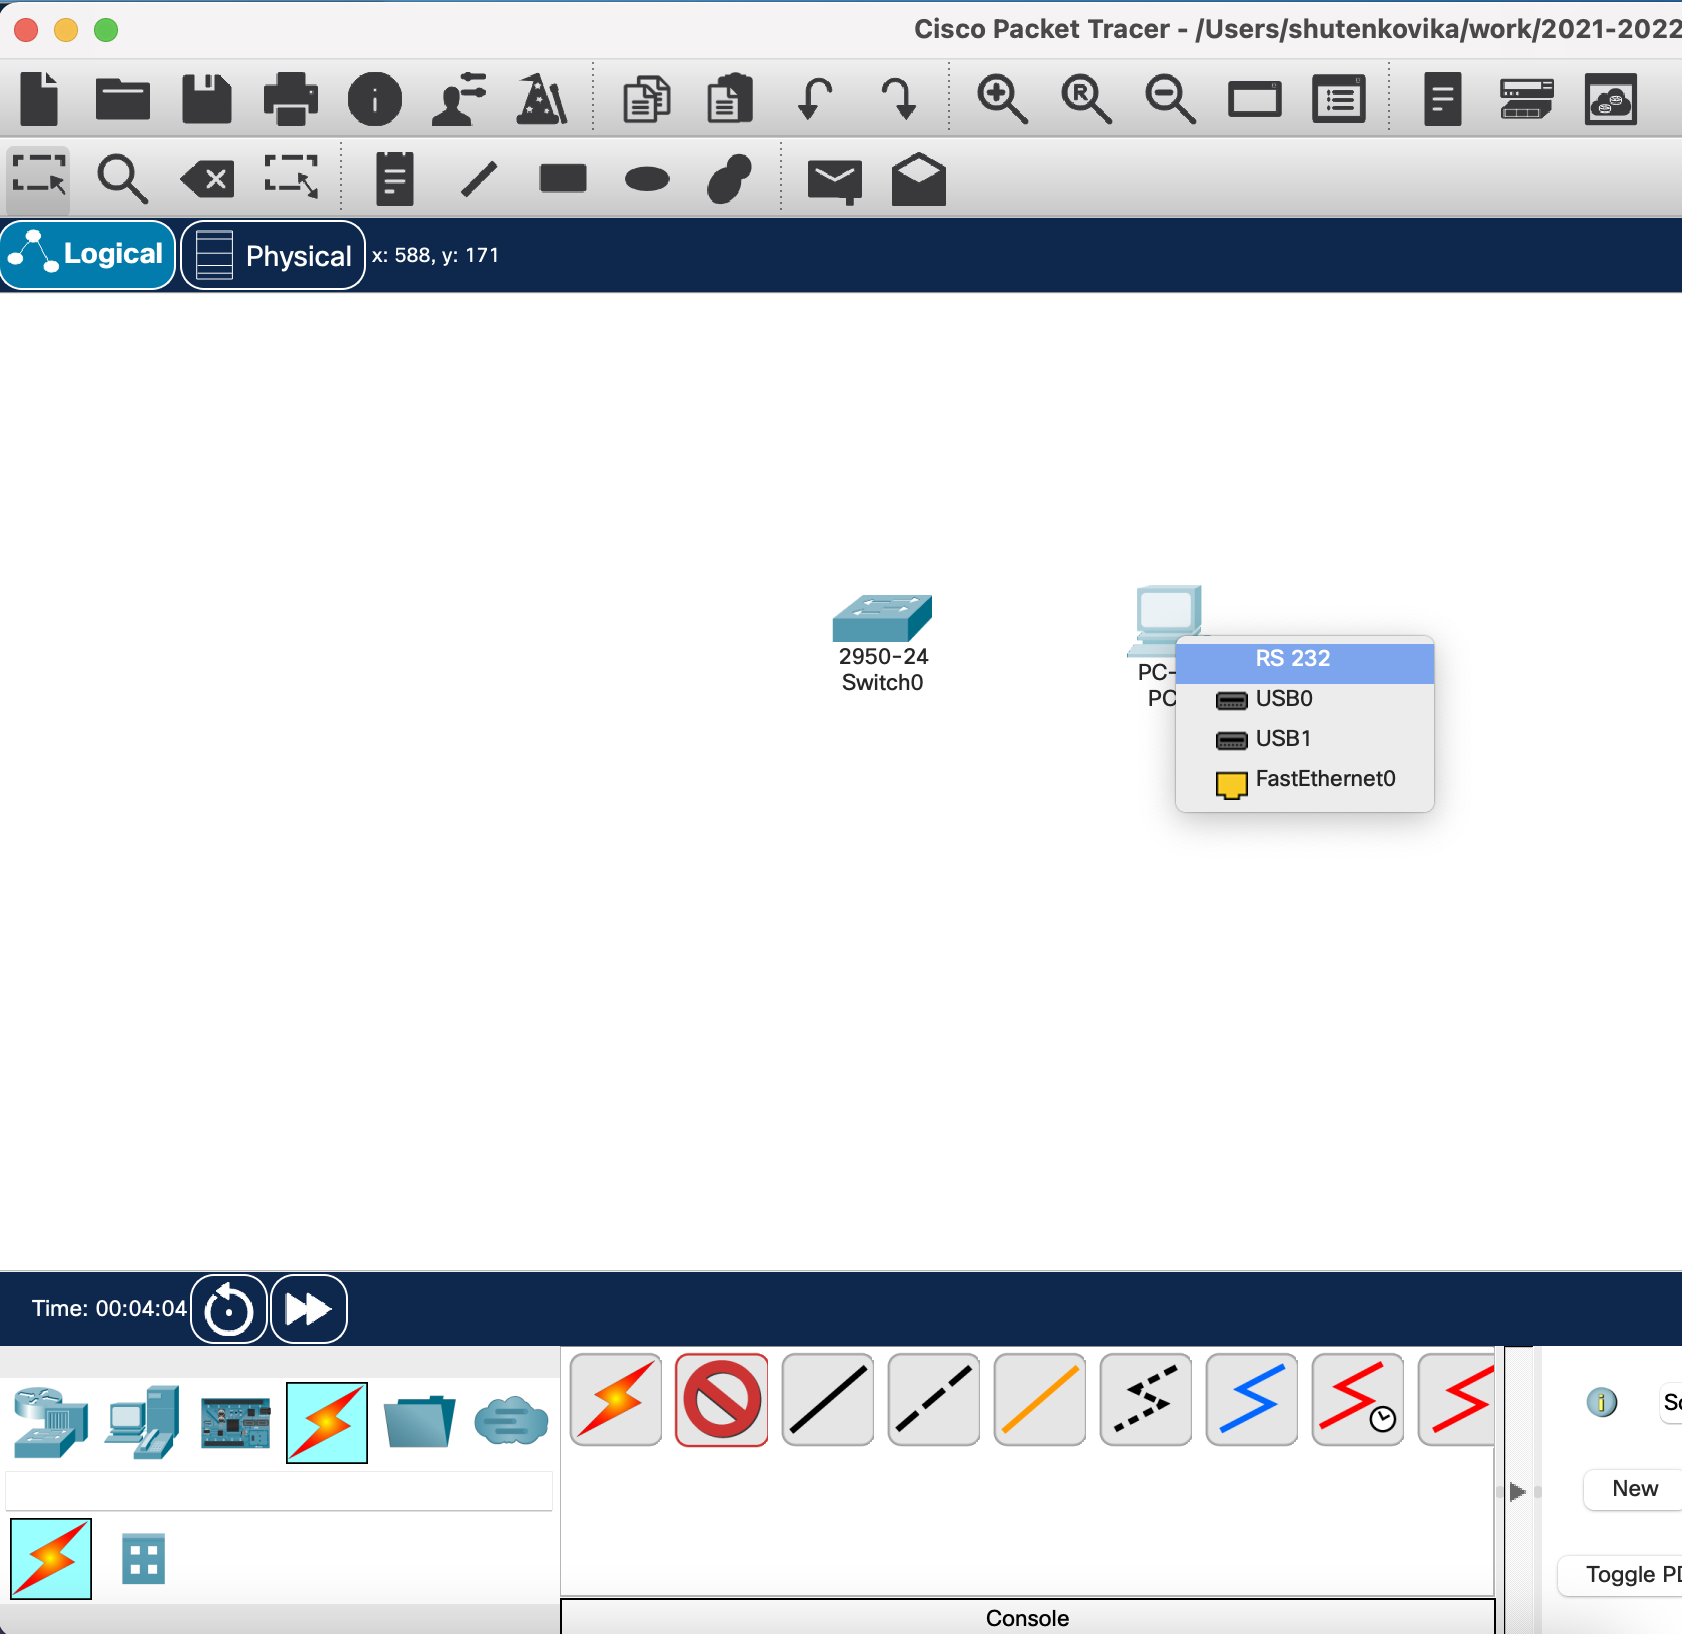 Cisco Packet Tracer - /Users/shutenkovika/work/2021-2022
Logical
Physical
x: 588, y: 171
2950-24
Switch0
PC-
PC
RS 232
USB0
USB1
FastEthernet0
Time: 00:04:04
New
Toggle
Console